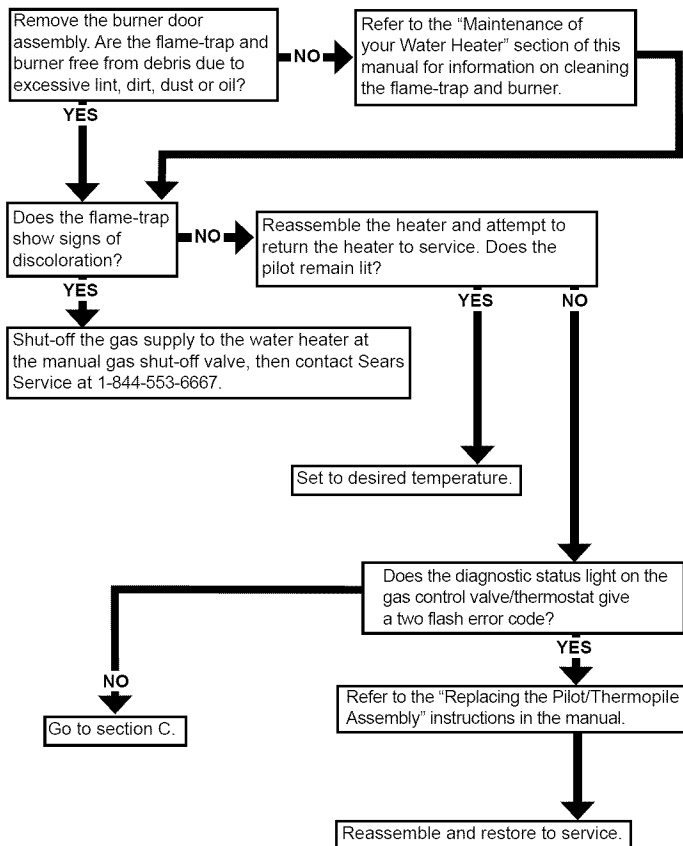 Remove the burner door
assembly. Are the flame-trap and
burner free from debris due to
excessive lint, dirt, dust or oil?
NO
Refer to the “Maintenance of
your Water Heater” section of this
manual for information on cleaning
the flame-trap and burner.
YES
Does the flame-trap
show signs of
discoloration?
NO
Reassemble the heater and attempt to
return the heater to service. Does the
pilot remain lit?
YES
Shut-off the gas supply to the water heater at
the manual gas shut-off valve, then contact Sears
Service at 1-844-553-6667.
YES
NO
Set to desired temperature.
Does the diagnostic status light on the
gas control valve/thermostat give
a two flash error code?
NO
Go to section C.
YES
Refer to the “Replacing the Pilot/Thermopile
Assembly” instructions in the manual.
Reassemble and restore to service.